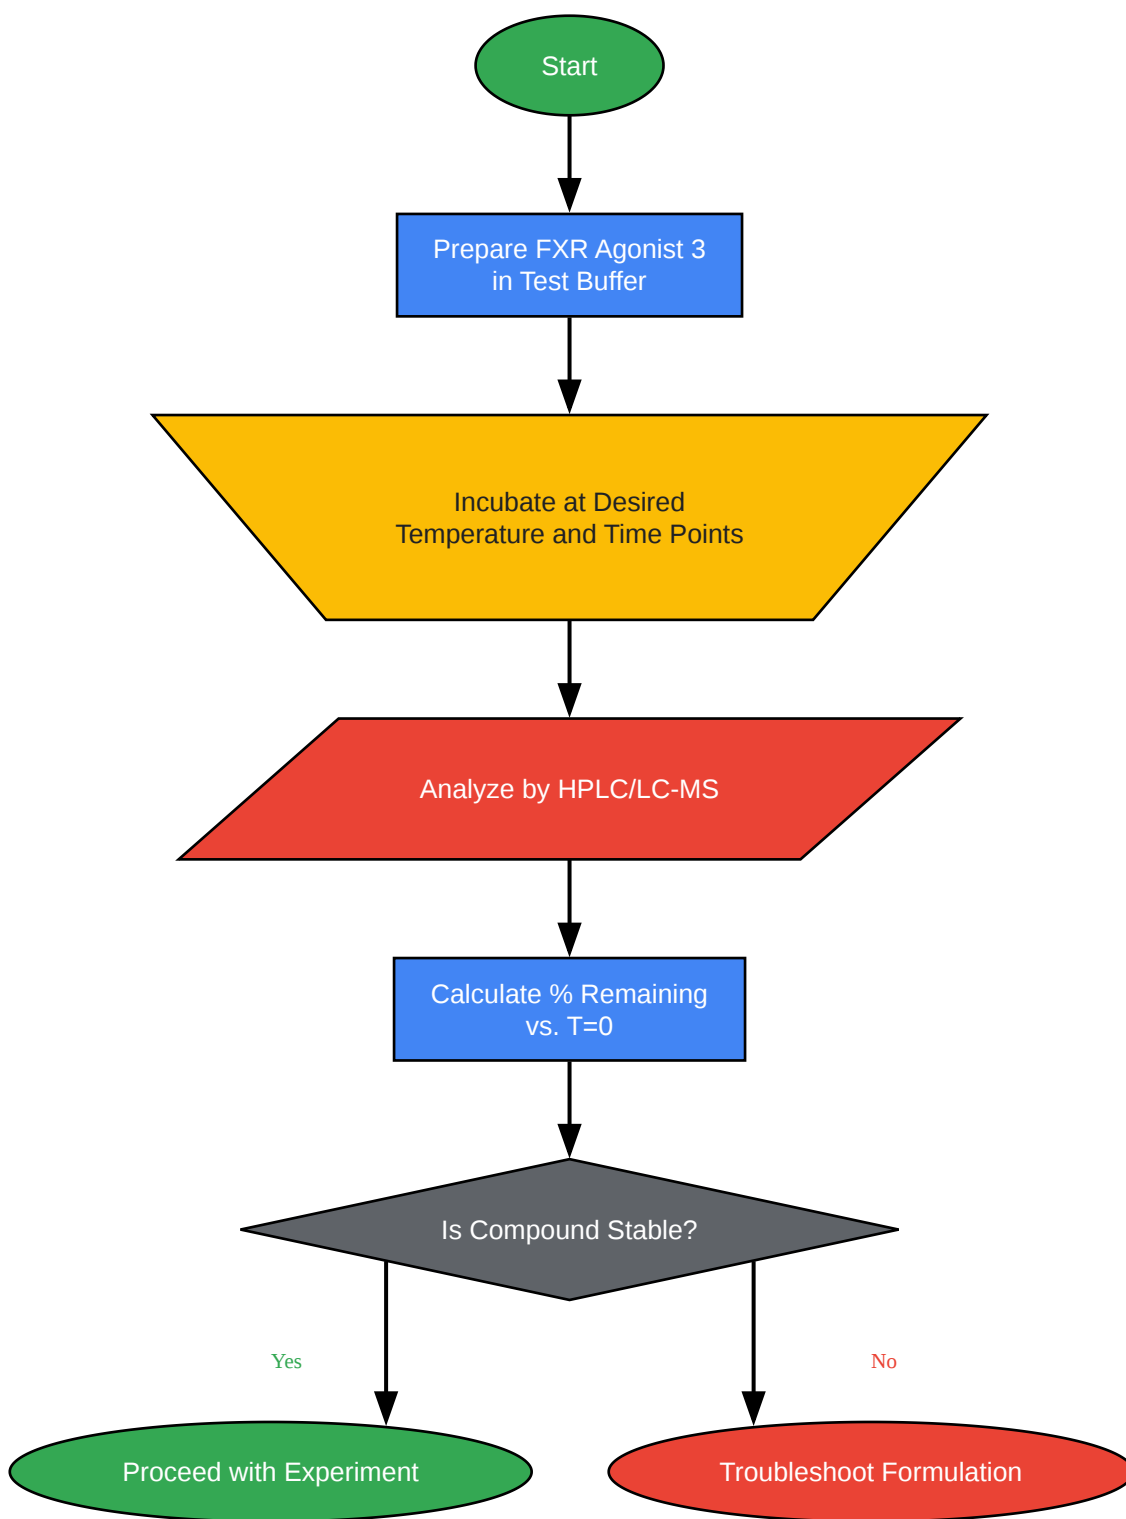 Start
Prepare FXR Agonist 3
in Test Buffer
Incubate at Desired
Temperature and Time Points
Analyze by HPLC/LC-MS
Calculate % Remaining
vs. T=0
Is Compound Stable?
Yes
No
Proceed with Experiment
Troubleshoot Formulation